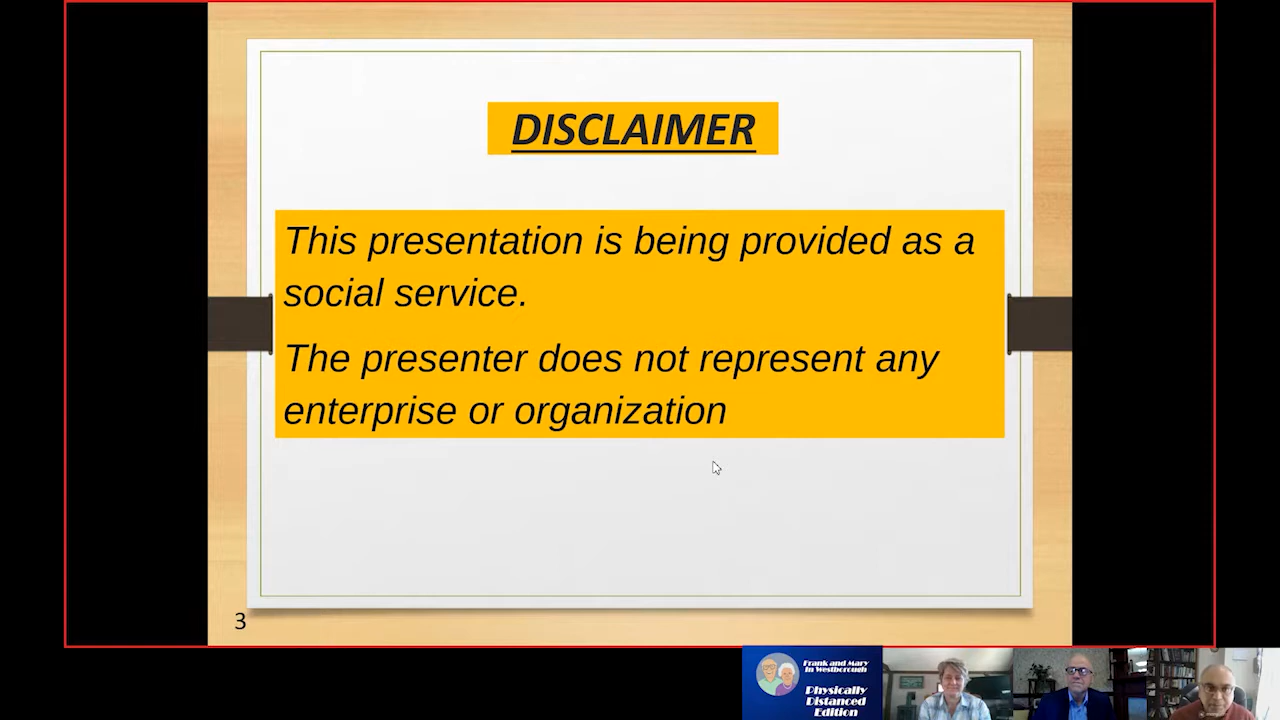 DISCLAIMER
This presentation is being provided as a
social service.
The presenter does not represent any
enterprise or organization
3
Frank and Mary
in Westborough
Physically
Distanced
Edition